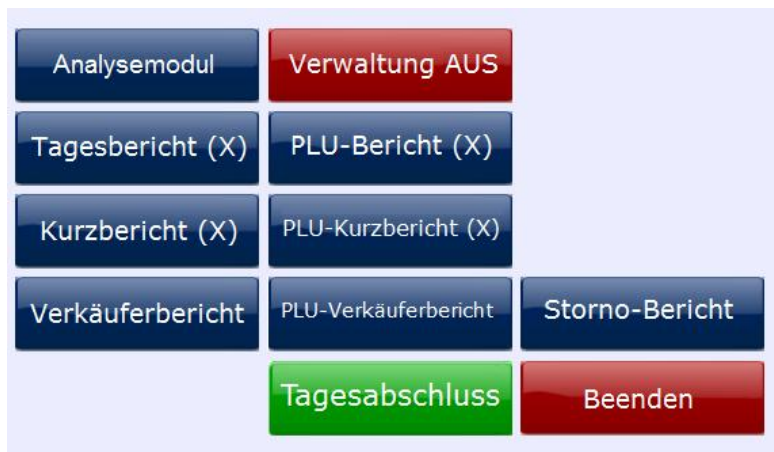 Analysemodul
Verwaltung AUS
Tagesbericht (X)
PLU-Bericht (X)
Kurzbericht (X)
PLU-Kurzbericht (X)
Verkäuferbericht
PLU-Verkäuferbericht
Storno-Bericht
Tagesabschluss
Beenden